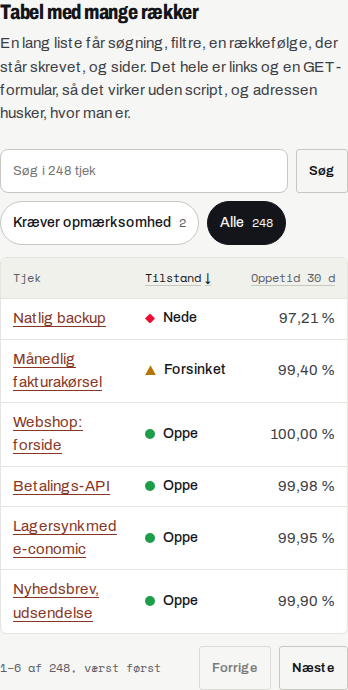 Tabel med mange rækker
En lang liste får søgning, filtre, en rækkefølge, der
står skrevet, og sider. Det hele er links og en GET-
formular, så det virker uden script, og adressen
husker, hvor man er.
Søg i 248 tjek
Søg
Kræver opmærksomhed 2
Alle 248
Tjek Tilstand ↓ Oppetid 30 d
Natlig backup Nede 97,21 %
Månedlig
fakturakørsel Forsinket 99,40 %
Webshop:
forside Oppe 100,00 %
Betalings-API Oppe 99,98 %
Lagersynk med
e-conomic Oppe 99,95 %
Nyhedsbrev,
udsendelse Oppe 99,90 %
1–6 af 248, værst først
Forrige
Næste